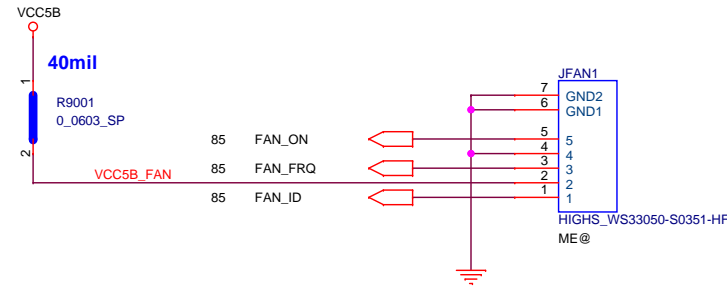 VCC5B
40mil
1
R9001
0_0603_SP
2
VCC5B_FAN
85 FAN_ON
85 FAN_FRQ
85 FAN_ID
JFAN1
7 GND2
6 GND1
5 5
4 4
3 3
2 2
1 1
HIGHS_WS33050-S0351-HF
ME@